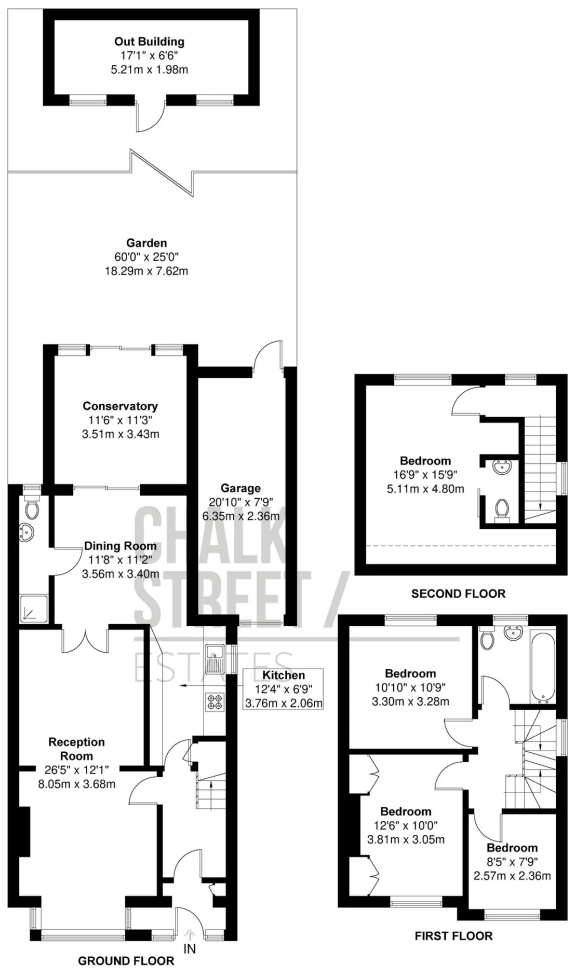 Out Building
17'1" x 6'6"
5.21m x 1.98m
Garden
60'0" x 25'0"
18.29m x 7.62m
Conservatory
11'6" x 11'3"
3.51m x 3.43m
Garage
20'10" x 7'9"
6.35m x 2.36m
Dining Room
11'8" x 11'2"
3.56m x 3.40m
CHALK
STREET /
ESTATES
Kitchen
12'4" x 6'9"
3.76m x 2.06m
Reception
Room
26'5" x 12'1"
8.05m x 3.68m
IN
GROUND FLOOR
Bedroom
16'9" x 15'9"
5.11m x 4.80m
SECOND FLOOR
Bedroom
10'10" x 10'9"
3.30m x 3.28m
Bedroom
12'6" x 10'0"
3.81m x 3.05m
Bedroom
8'5" x 7'9"
2.57m x 2.36m
FIRST FLOOR